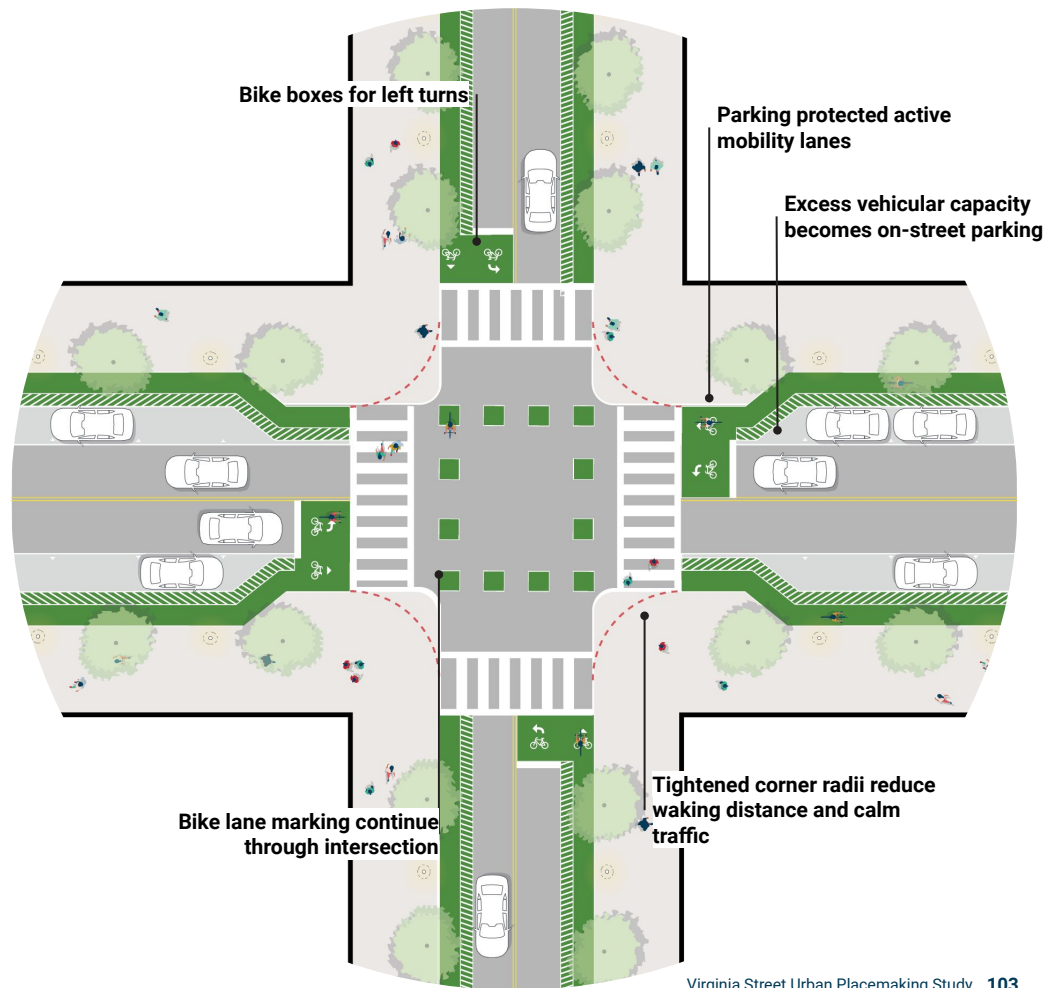 Bike boxes for left turns
Parking protected active
mobility lanes
Excess vehicular capacity
becomes on-street parking
Tightened corner radii reduce
waking distance and calm
traffic
Bike lane marking continue
through intersection
Virginia Street Urban Placemaking Study 103